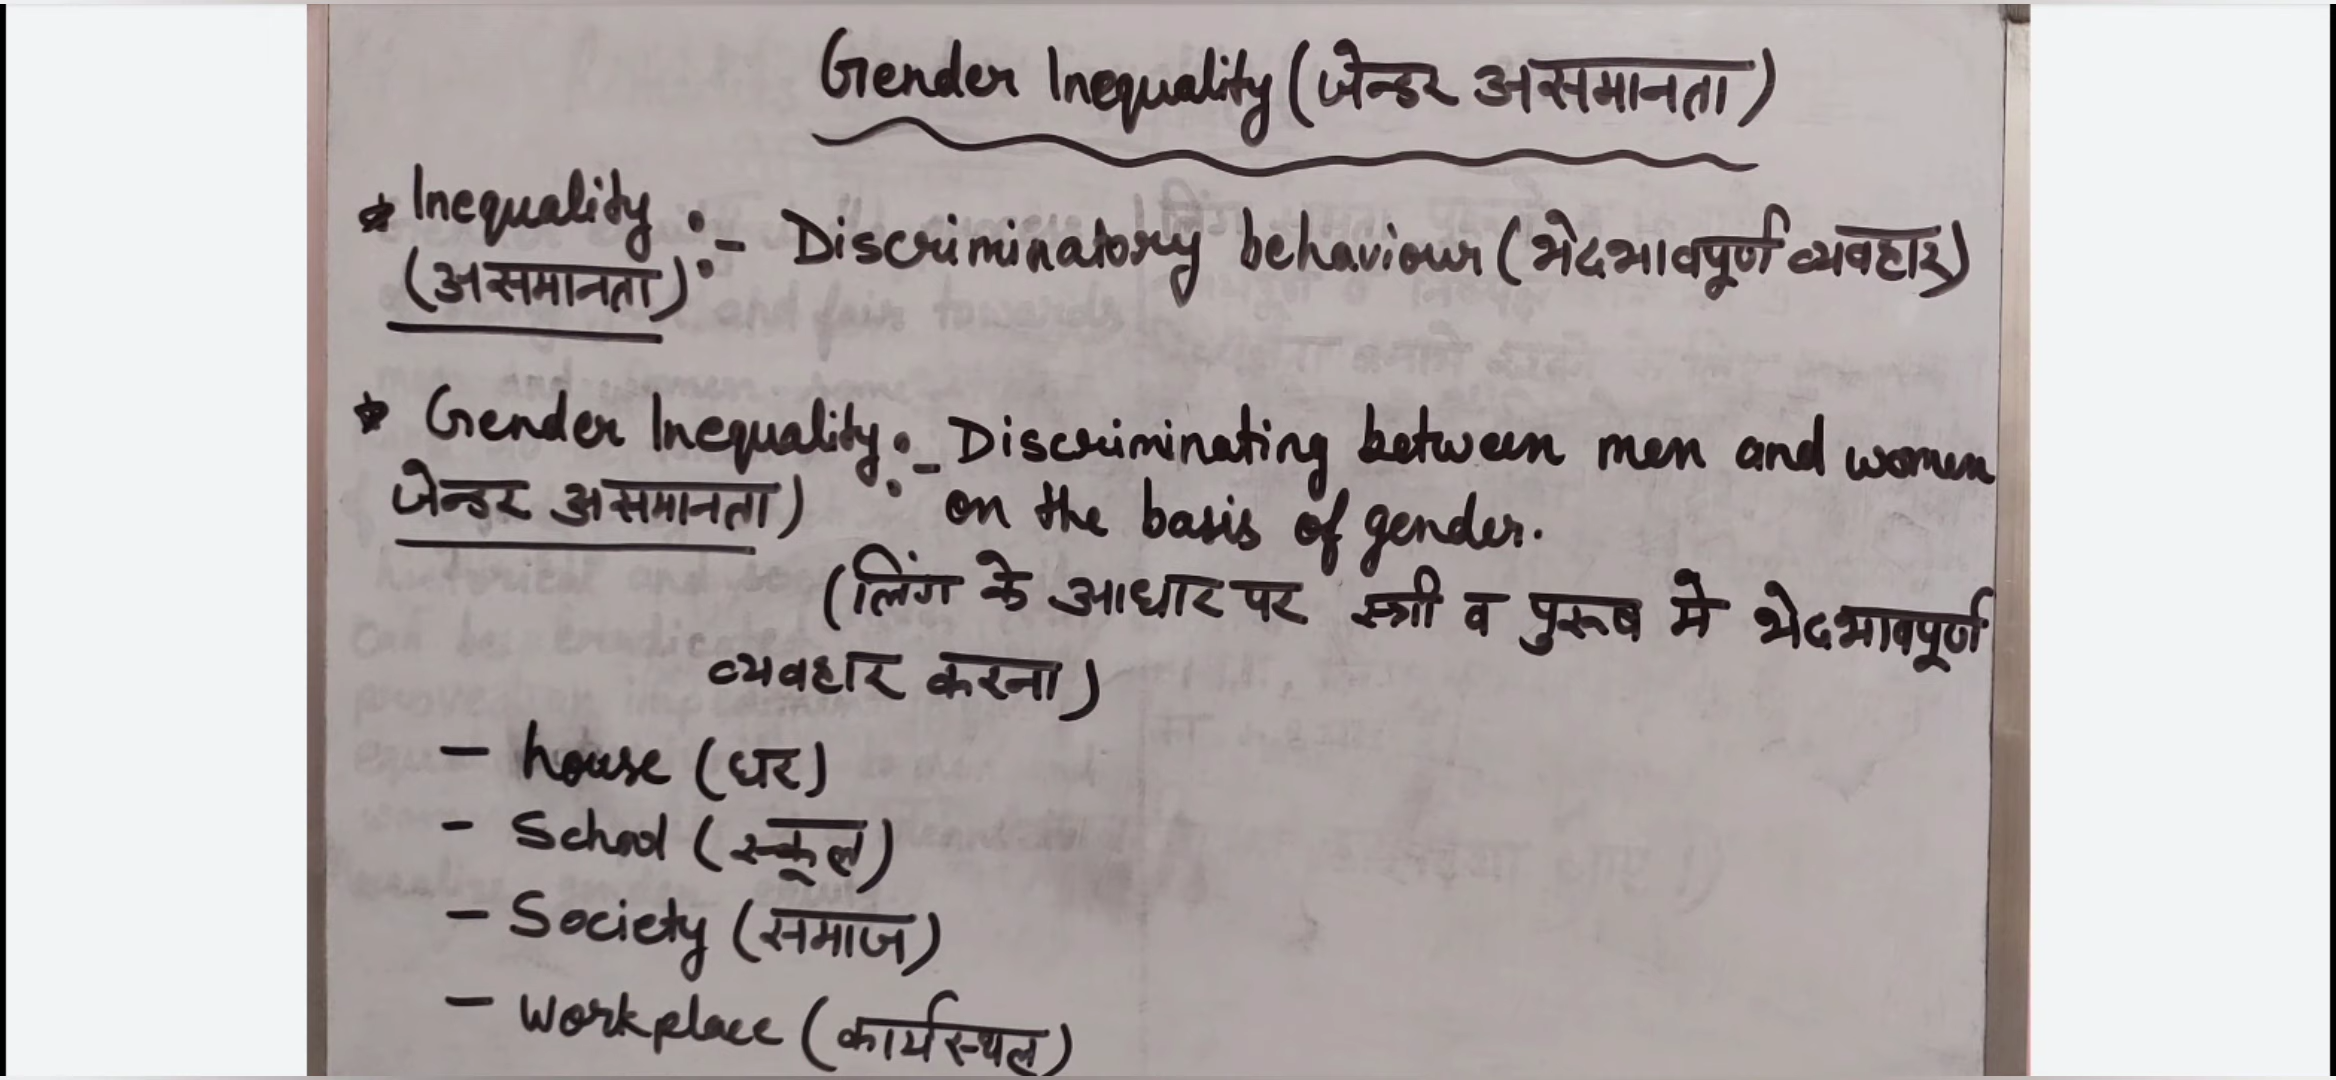 Gender Inequality (जेन्डर असमानता)
* Inequality :- Discriminatory behaviour (भेदभावपूर्ण व्यवहार)
(असमानता)
* Gender Inequality :- Discriminating between men and women
जेन्डर असमानता) on the basis of gender.
(लिंग के आधार पर स्त्री व पुरूष मे भेदभावपूर्ण
व्यवहार करना)
- house (घर)
- School (स्कूल)
- Society (समाज)
- Workplace (कार्यस्थल)